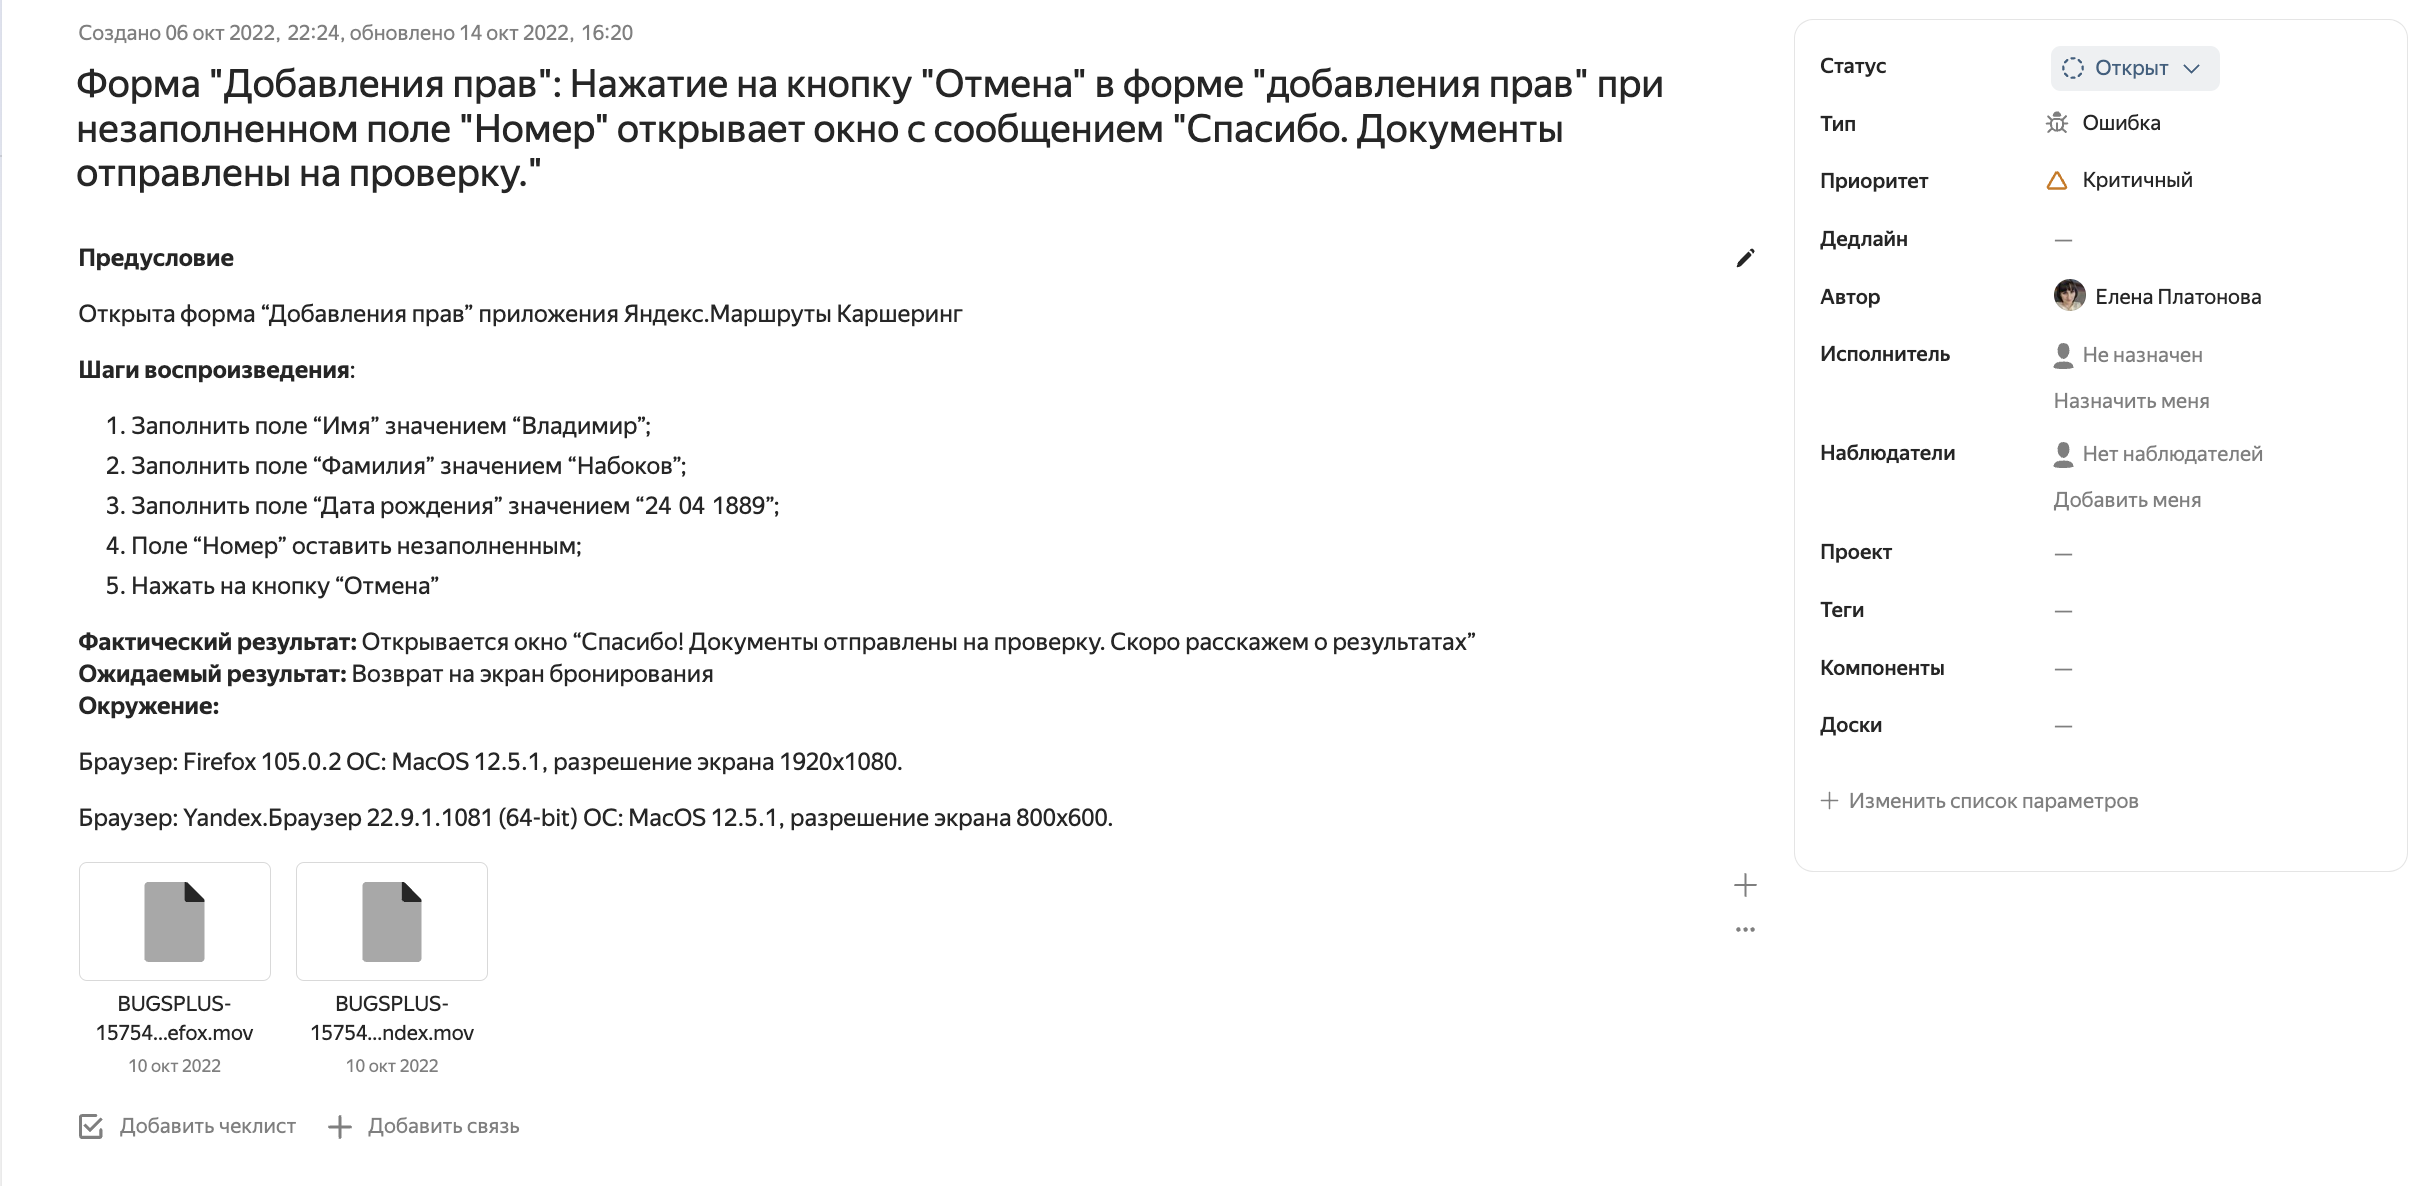 Создано 06 окт 2022, 22:24, обновлено 14 окт 2022, 16:20
Форма "Добавления прав": Нажатие на кнопку "Отмена" в форме "добавления прав" при
незаполненном поле "Номер" открывает окно с сообщением "Спасибо. Документы
отправлены на проверку."
Предусловие
Открыта форма “Добавления прав” приложения Яндекс.Маршруты Каршеринг
Шаги воспроизведения:
1. Заполнить поле “Имя” значением “Владимир”;
2. Заполнить поле “Фамилия” значением “Набоков”;
3. Заполнить поле “Дата рождения” значением “24 04 1889”;
4. Поле “Номер” оставить незаполненным;
5. Нажать на кнопку “Отмена”
Фактический результат: Открывается окно “Спасибо! Документы отправлены на проверку. Скоро расскажем о результатах”
Ожидаемый результат: Возврат на экран бронирования
Окружение:
Браузер: Firefox 105.0.2 ОС: MacOS 12.5.1, разрешение экрана 1920х1080.
Браузер: Yandex.Браузер 22.9.1.1081 (64-bit) ОС: MacOS 12.5.1, разрешение экрана 800х600.
BUGSPLUS-
15754...efox.mov
10 окт 2022
BUGSPLUS-
15754...ndex.mov
10 окт 2022
Добавить чеклист
Добавить связь
Статус
Открыт
Тип
Ошибка
Приоритет
Критичный
Дедлайн
—
Автор
Елена Платонова
Исполнитель
Не назначен
Назначить меня
Наблюдатели
Нет наблюдателей
Добавить меня
Проект
—
Теги
—
Компоненты
—
Доски
—
Изменить список параметров